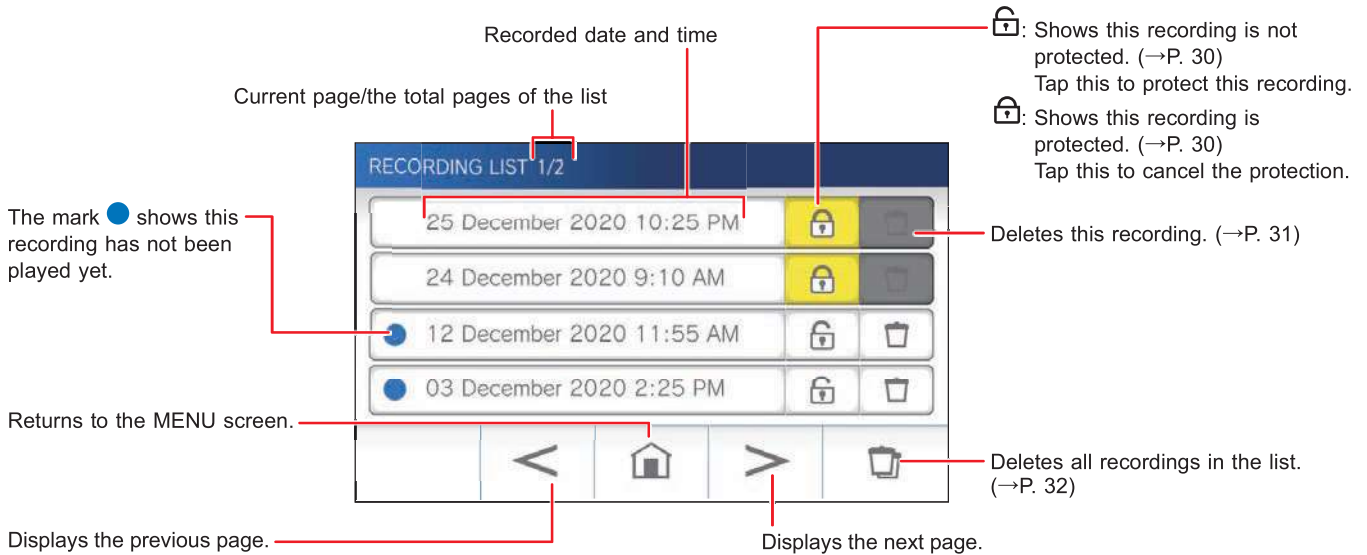 Recorded date and time
Current page/the total pages of the list
: Shows this recording is not
protected. (→P. 30)
Tap this to protect this recording.
: Shows this recording is
protected. (→P. 30)
Tap this to cancel the protection.
RECORDING LIST 1/2
The mark ● shows this
recording has not been
played yet.
25 December 2020 10:25 PM
Deletes this recording. (→P. 31)
24 December 2020 9:10 AM
12 December 2020 11:55 AM
03 December 2020 2:25 PM
Returns to the MENU screen.
Deletes all recordings in the list.
(→P. 32)
Displays the previous page.
Displays the next page.